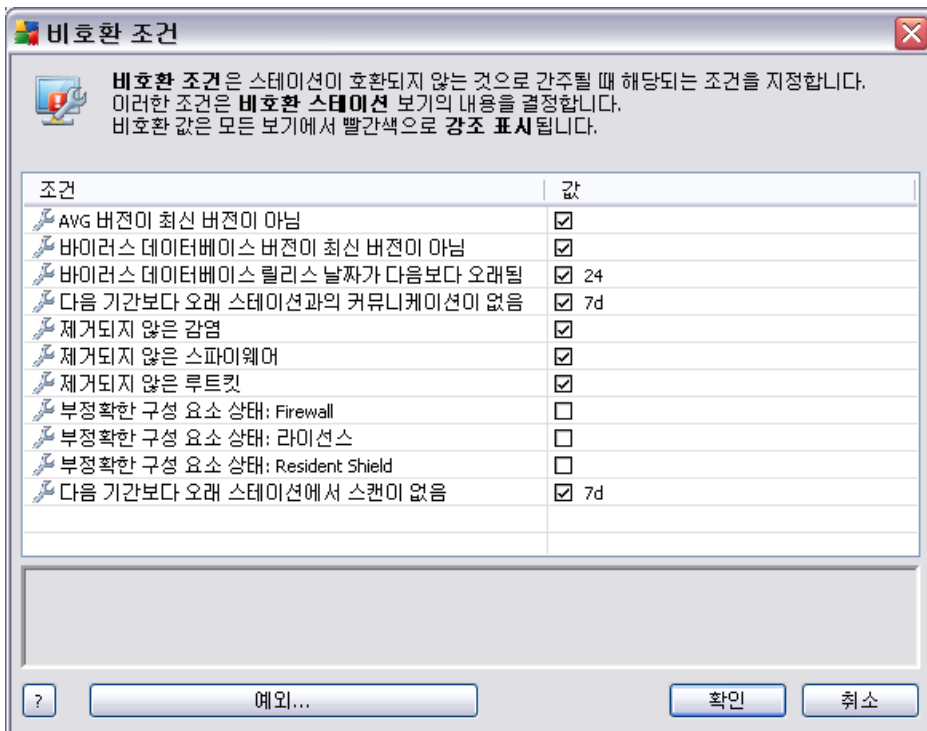 비호환 조건
비호환 조건은 스테이션이 호환되지 않는 것으로 간주될 때 해당되는 조건을 지정합니다.
이러한 조건은 비호환 스테이션 보기의 내용을 결정합니다.
비호환 값은 모든 보기에서 빨간색으로 강조 표시됩니다.
조건 값
AVG 버전이 최신 버전이 아님
바이러스 데이터베이스 버전이 최신 버전이 아님
바이러스 데이터베이스 릴리스 날짜가 다음보다 오래됨 24
다음 기간보다 오래 스테이션과의 커뮤니케이션이 없음 7d
제거되지 않은 감염
제거되지 않은 스파이웨어
제거되지 않은 루트킷
부정확한 구성 요소 상태: Firewall
부정확한 구성 요소 상태: 라이선스
부정확한 구성 요소 상태: Resident Shield
다음 기간보다 오래 스테이션에서 스캔이 없음 7d
? 예외... 확인 취소